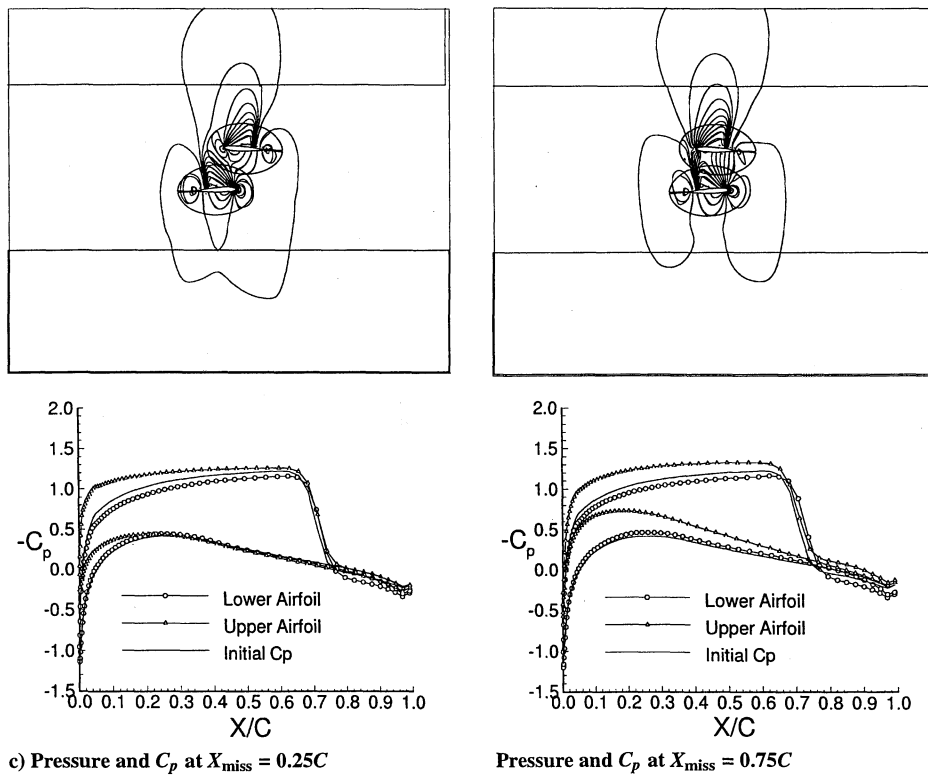 2.0
1.5
1.0
0.5
-Cp
0.0
-0.5
-1.0
-1.5
Lower Airfoil
Upper Airfoil
Initial Cp
0.0 0.1 0.2 0.3 0.4 0.5 0.6 0.7 0.8 0.9 1.0
X/C
c) Pressure and Cp at Xmiss = 0.25C
2.0
1.5
1.0
0.5
-Cp
0.0
-0.5
-1.0
-1.5
Lower Airfoil
Upper Airfoil
Initial Cp
0.0 0.1 0.2 0.3 0.4 0.5 0.6 0.7 0.8 0.9 1.0
X/C
Pressure and Cp at Xmiss = 0.75C